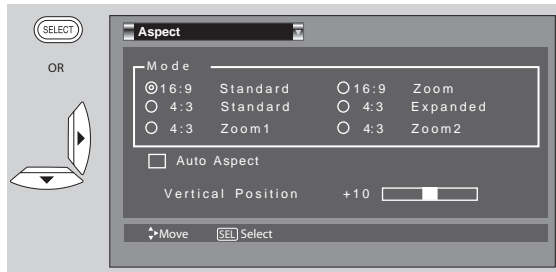 SELECT
OR
Aspect
Mode
16:9 Standard 16:9 Zoom
4:3 Standard 4:3 Expanded
4:3 Zoom1 4:3 Zoom2
Auto Aspect
Vertical Position +10
Move SEL Select